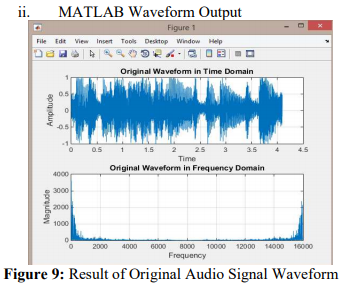 ii. MATLAB Waveform Output
Figure 1
File Edit View Insert Tools Desktop Window Help
Original Waveform in Time Domain
1
0.5
0
-0.5
-1
Amplitude
0 0.5 1 1.5 2 2.5 3 3.5 4 4.5
Time
Original Waveform in Frequency Domain
4000
3000
2000
1000
0
Magnitude
0 2000 4000 6000 8000 10000 12000 14000 16000
Frequency
Figure 9: Result of Original Audio Signal Waveform